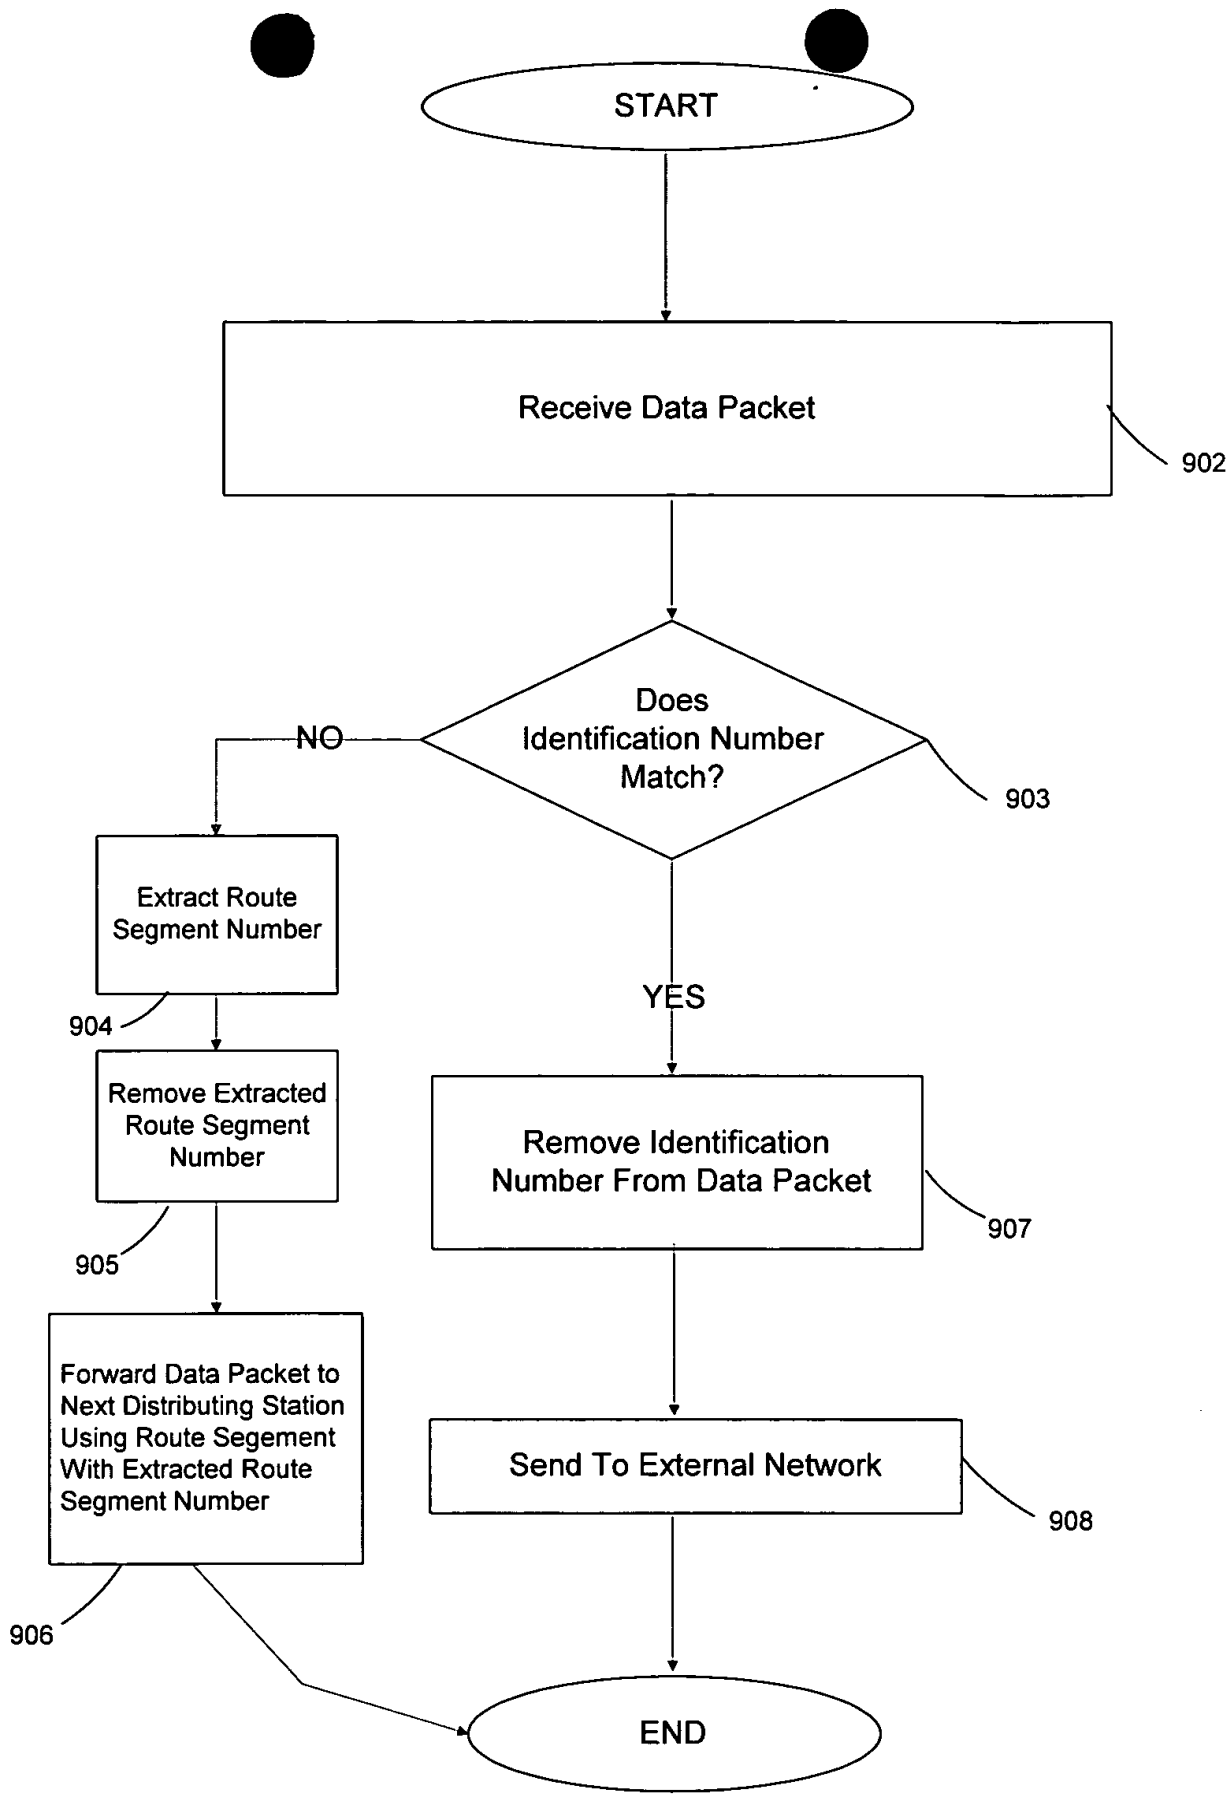 START
Receive Data Packet
902
Does
Identification Number
Match?
903
NO
Extract Route
Segment Number
904
Remove Extracted
Route Segment
Number
905
Forward Data Packet to
Next Distributing Station
Using Route Segement
With Extracted Route
Segment Number
906
YES
Remove Identification
Number From Data Packet
907
Send To External Network
908
END